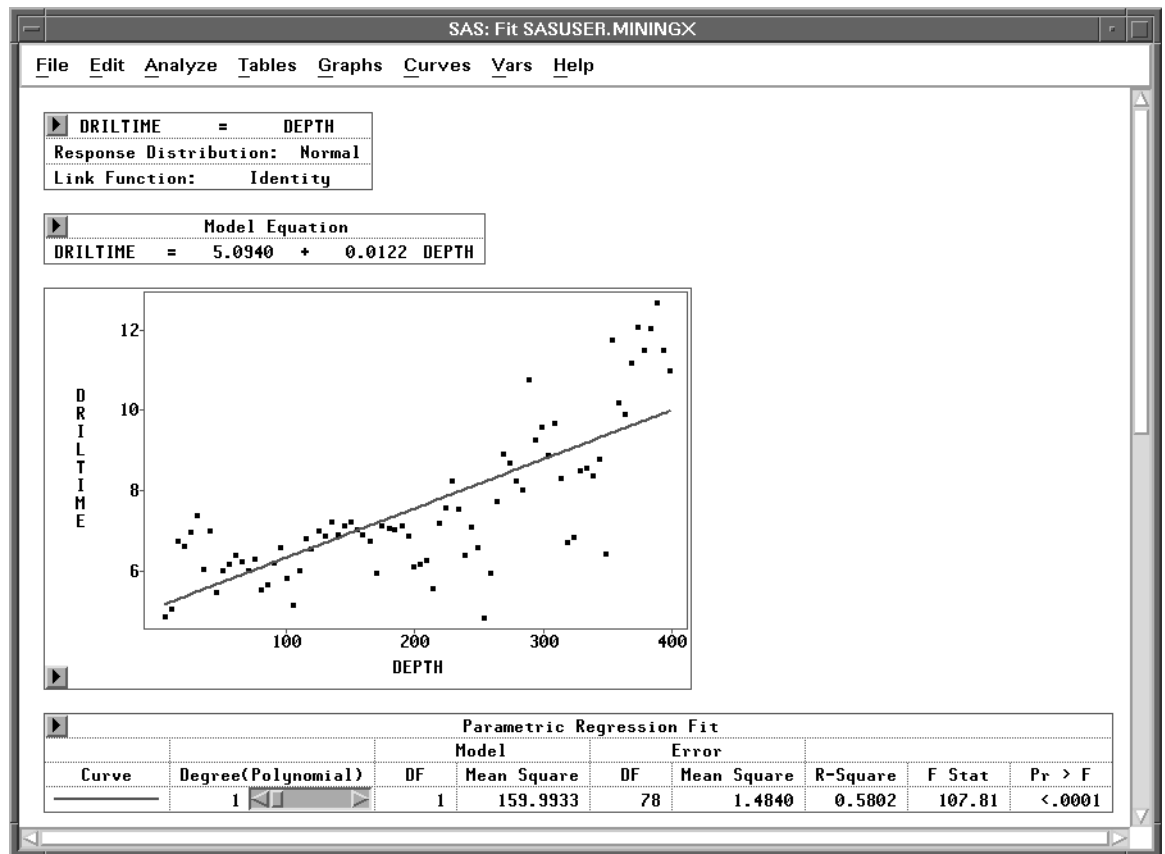 SAS: Fit SASUSER.MININGX
File Edit Analyze Tables Graphs Curves Vars Help
DRILTIME = DEPTH
Response Distribution: Normal
Link Function: Identity
Model Equation
DRILTIME = 5.0940 + 0.0122 DEPTH
12
10
8
6
DRILTIME
100 200 300 400
DEPTH
Parametric Regression Fit
Model Error
Curve Degree(Polynomial) DF Mean Square DF Mean Square R-Square F Stat Pr > F
1 1 159.9933 78 1.4840 0.5802 107.81 <.0001